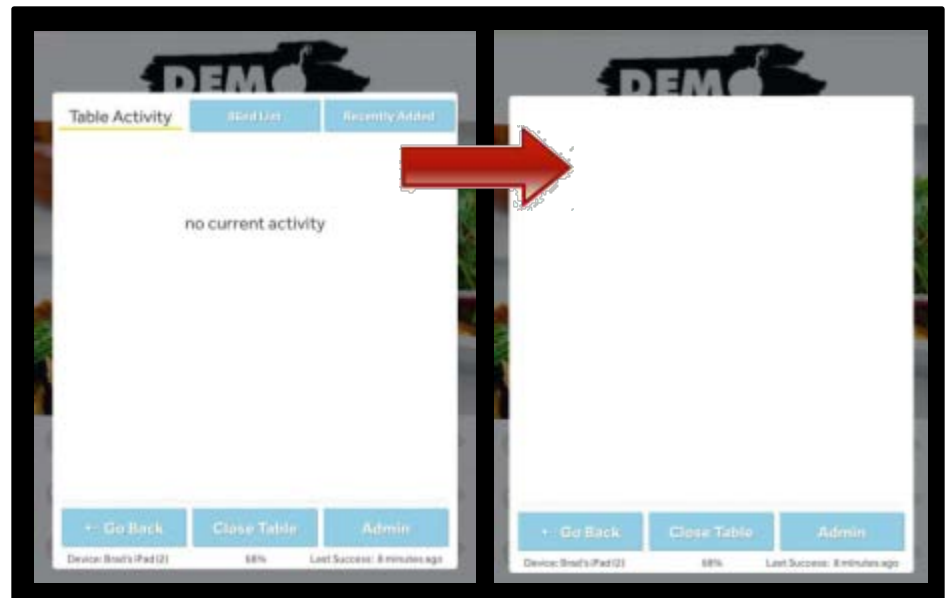 DEMO
Table Activity 86ed List Recently Added
no current activity
← Go Back Close Table Admin
Device: Brad's iPad (2) 68% Last Success: 8 minutes ago
DEMO
← Go Back Close Table Admin
Device: Brad's iPad (2) 68% Last Success: 8 minutes ago